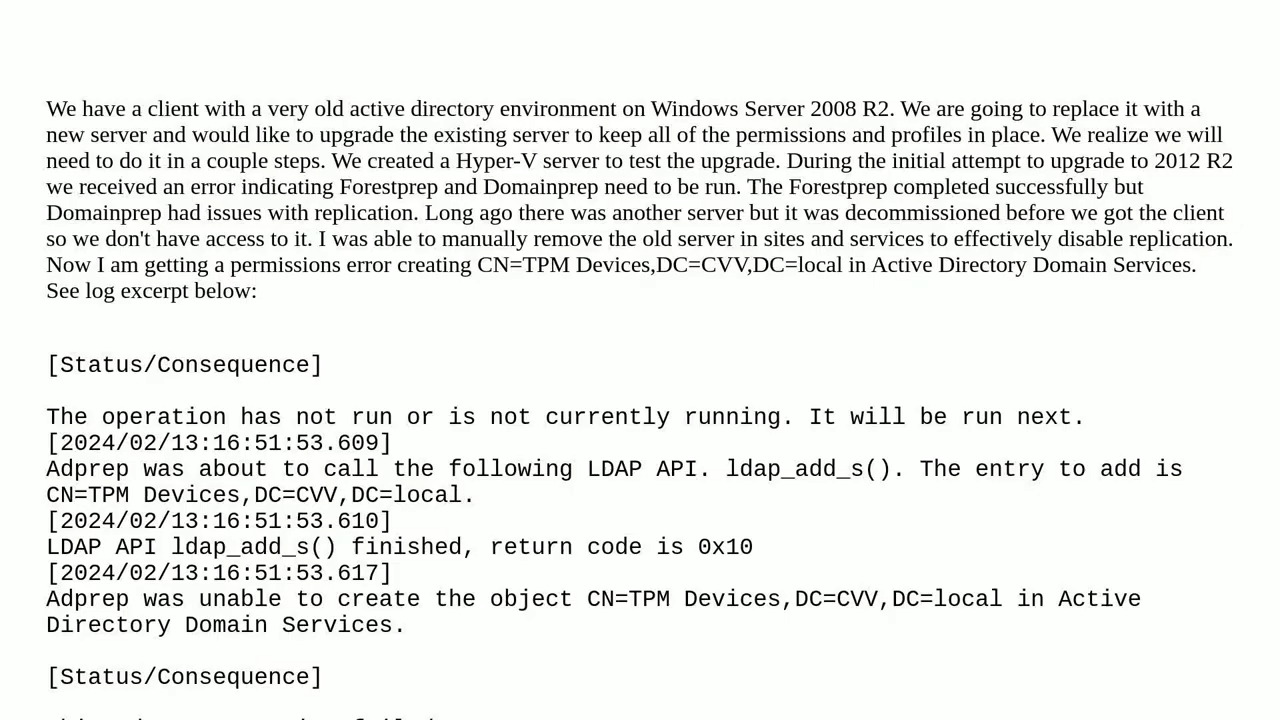 We have a client with a very old active directory environment on Windows Server 2008 R2. We are going to replace it with a
new server and would like to upgrade the existing server to keep all of the permissions and profiles in place. We realize we will
need to do it in a couple steps. We created a Hyper-V server to test the upgrade. During the initial attempt to upgrade to 2012 R2
we received an error indicating Forestprep and Domainprep need to be run. The Forestprep completed successfully but
Domainprep had issues with replication. Long ago there was another server but it was decommissioned before we got the client
so we don't have access to it. I was able to manually remove the old server in sites and services to effectively disable replication.
Now I am getting a permissions error creating CN=TPM Devices,DC=CVV,DC=local in Active Directory Domain Services.
See log excerpt below:
[Status/Consequence]
The operation has not run or is not currently running. It will be run next.
[2024/02/13:16:51:53.609]
Adprep was about to call the following LDAP API. ldap_add_s(). The entry to add is
CN=TPM Devices,DC=CVV,DC=local.
[2024/02/13:16:51:53.610]
LDAP API ldap_add_s() finished, return code is 0x10
[2024/02/13:16:51:53.617]
Adprep was unable to create the object CN=TPM Devices,DC=CVV,DC=local in Active
Directory Domain Services.
[Status/Consequence]